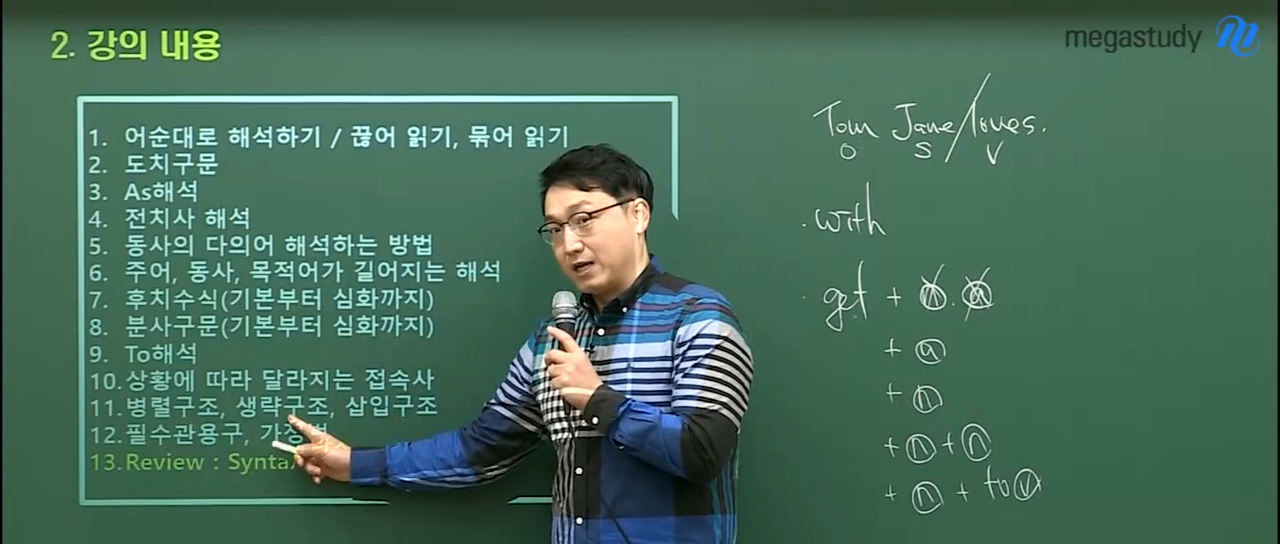 2. 강의 내용
megastudy
1. 어순대로 해석하기 / 끊어 읽기, 묶어 읽기
2. 도치구문
3. As해석
4. 전치사 해석
5. 동사의 다의어 해석하는 방법
6. 주어, 동사, 목적어가 길어지는 해석
7. 후치수식(기본부터 심화까지)
8. 분사구문(기본부터 심화까지)
9. To해석
10. 상황에 따라 달라지는 접속사
11. 병렬구조, 생략구조, 삽입구조
12. 필수관용구,
13. Review :
Tom Jane/loves.
O S V
. with
. get +
+ a
+ n
+ n + n
+ n + to v